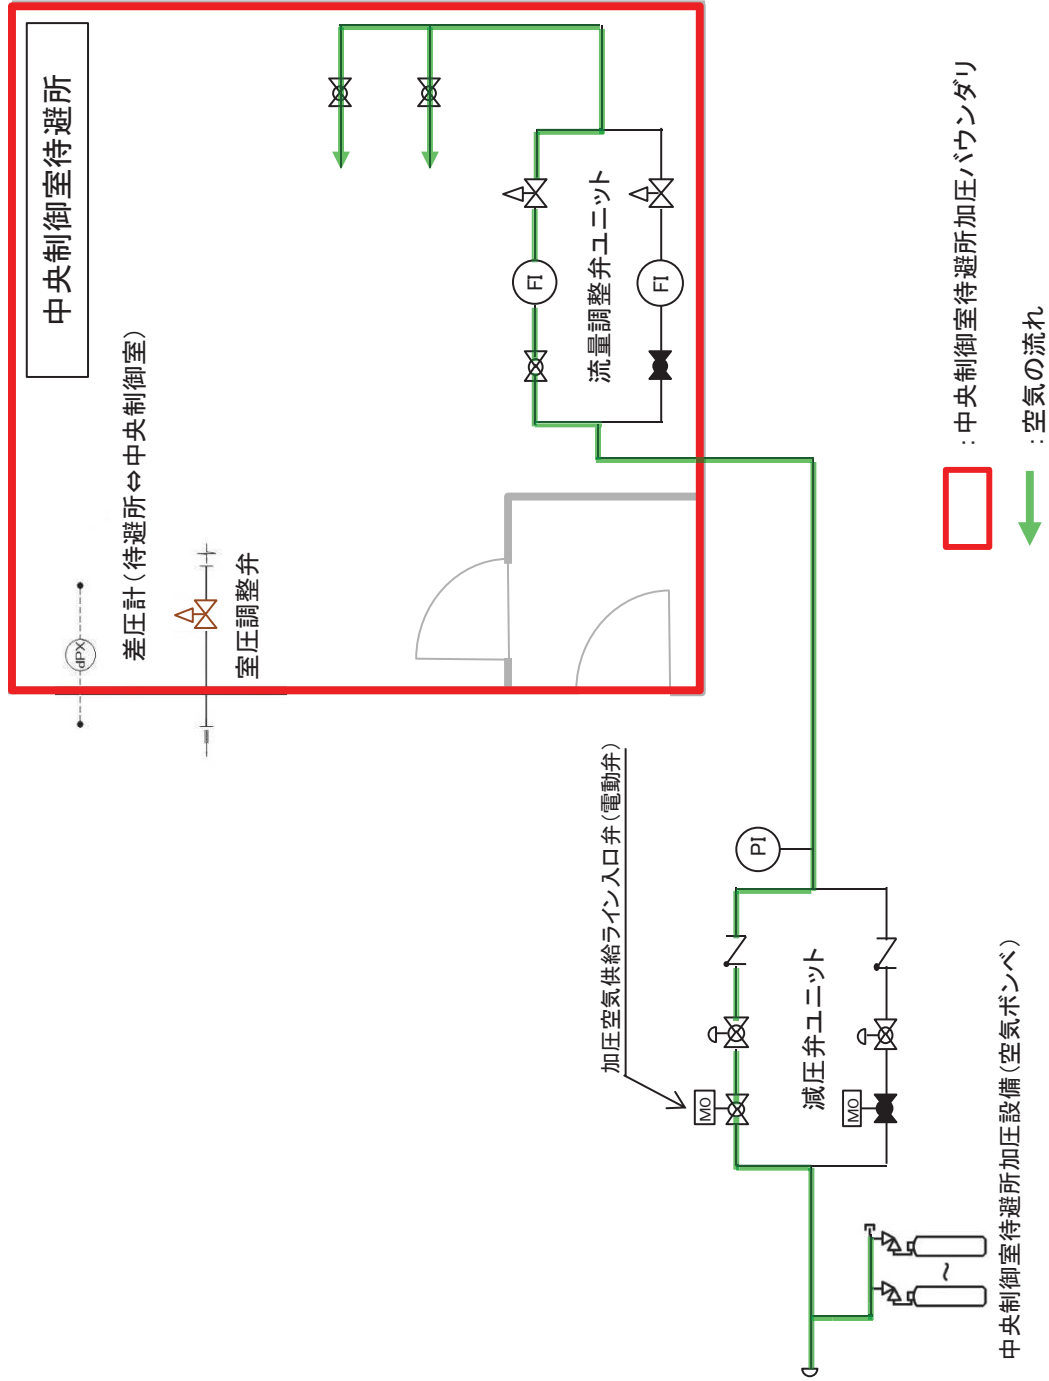 中央制御室待避所
差圧計(待避所⇔中央制御室)
dPX
室圧調整弁
流量調整弁ユニット
FI
FI
加圧空気供給ライン入口弁(電動弁)
PI
MO
MO
減圧弁ユニット
～
中央制御室待避所加圧設備(空気ボンベ)
:中央制御室待避所加圧バウンダリ
:空気の流れ